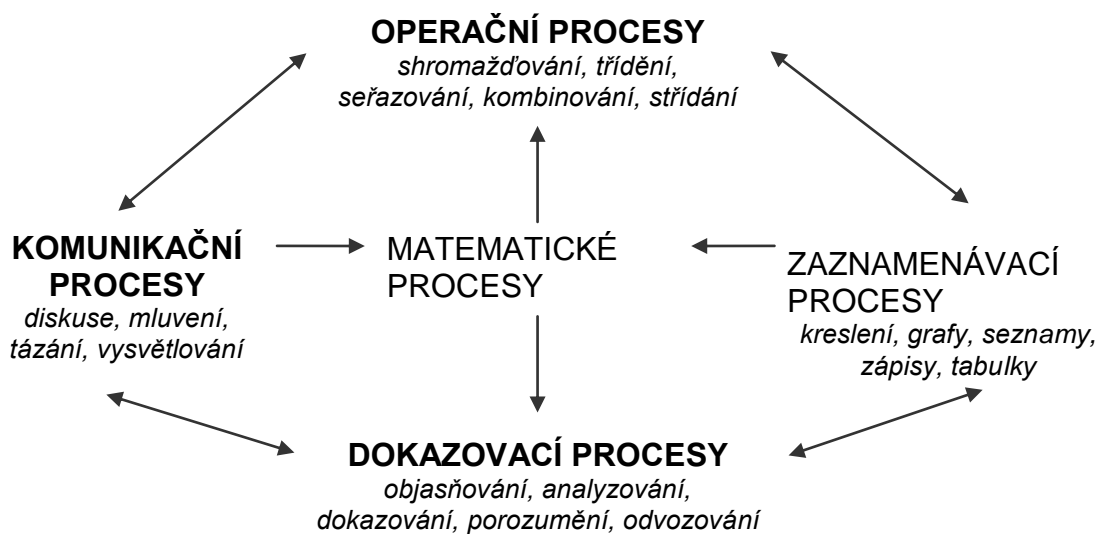 OPERAČNÍ PROCESY
shromažďování, třídění,
seřazování, kombinování, střídání
KOMUNIKAČNÍ
PROCESY
diskuse, mluvení,
tázání, vysvětlování
MATEMATICKÉ
PROCESY
ZAZNAMENÁVACÍ
PROCESY
kreslení, grafy, seznamy,
zápisy, tabulky
DOKAZOVACÍ PROCESY
objasňování, analyzování,
dokazování, porozumění, odvozování